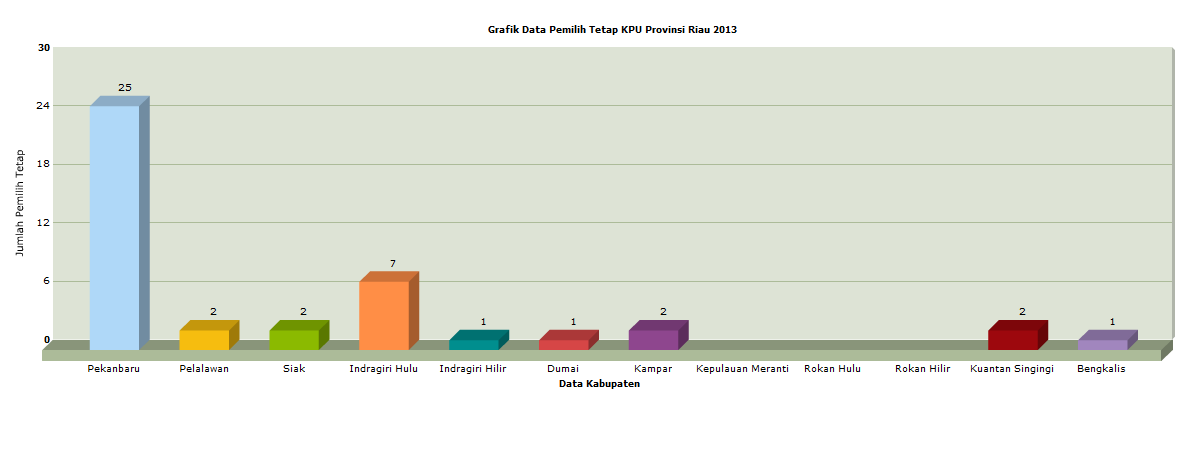 Grafik Data Pemilih Tetap KPU Provinsi Riau 2013
Jumlah Pemilih Tetap
30
24
18
12
6
0
25
2
2
7
1
1
2
2
1
Pekanbaru
Pelalawan
Siak
Indragiri Hulu
Indragiri Hilir
Dumai
Kampar
Kepulauan Meranti
Rokan Hulu
Rokan Hilir
Kuantan Singingi
Bengkalis
Data Kabupaten